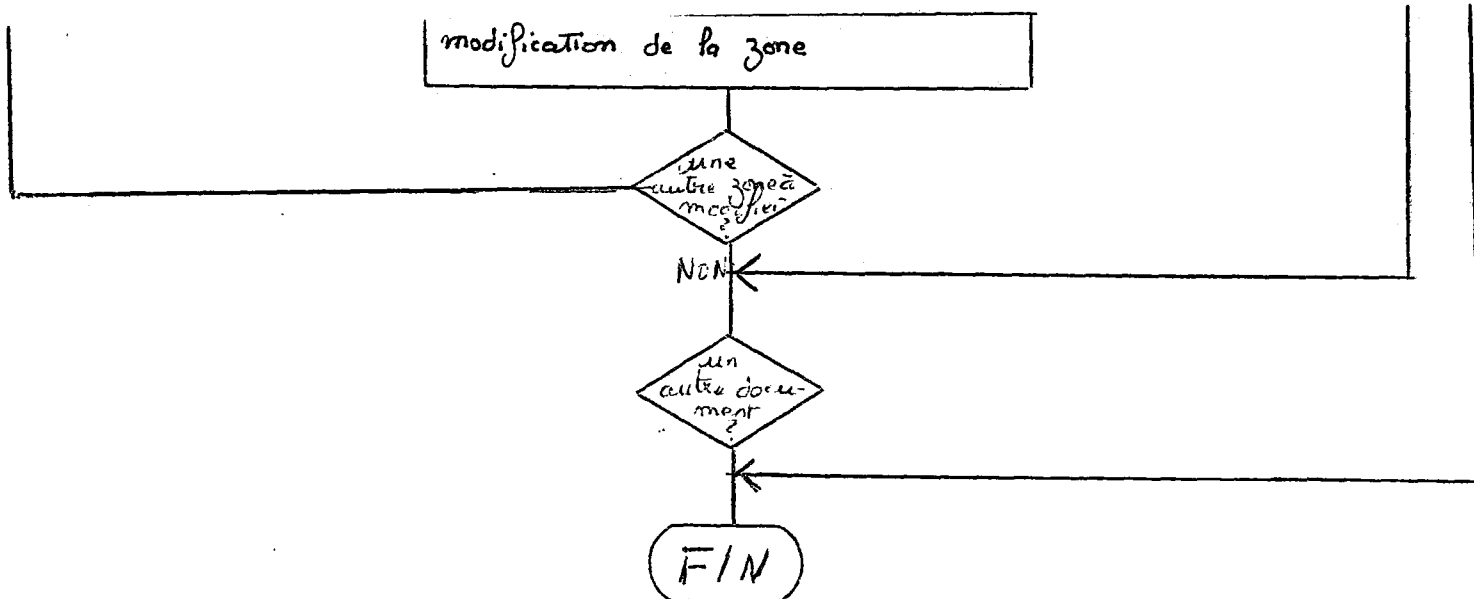 modification de la zone
une
autre zone à
modifier
?
NON
un
autre docu-
ment
?
FIN